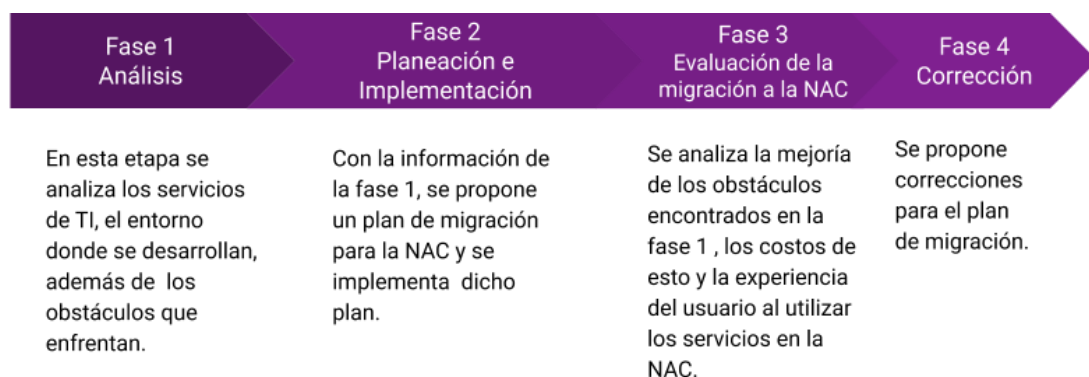 Fase 1
Análisis
Fase 2
Planeación e
Implementación
Fase 3
Evaluación de la
migración a la NAC
Fase 4
Corrección
En esta etapa se
analiza los servicios
de TI, el entorno
donde se desarrollan,
además de los
obstáculos que
enfrentan.
Con la información de
la fase 1, se propone
un plan de migración
para la NAC y se
implementa dicho
plan.
Se analiza la mejoría
de los obstáculos
encontrados en la
fase 1 , los costos de
esto y la experiencia
del usuario al utilizar
los servicios en la
NAC.
Se propone
correcciones
para el plan
de migración.